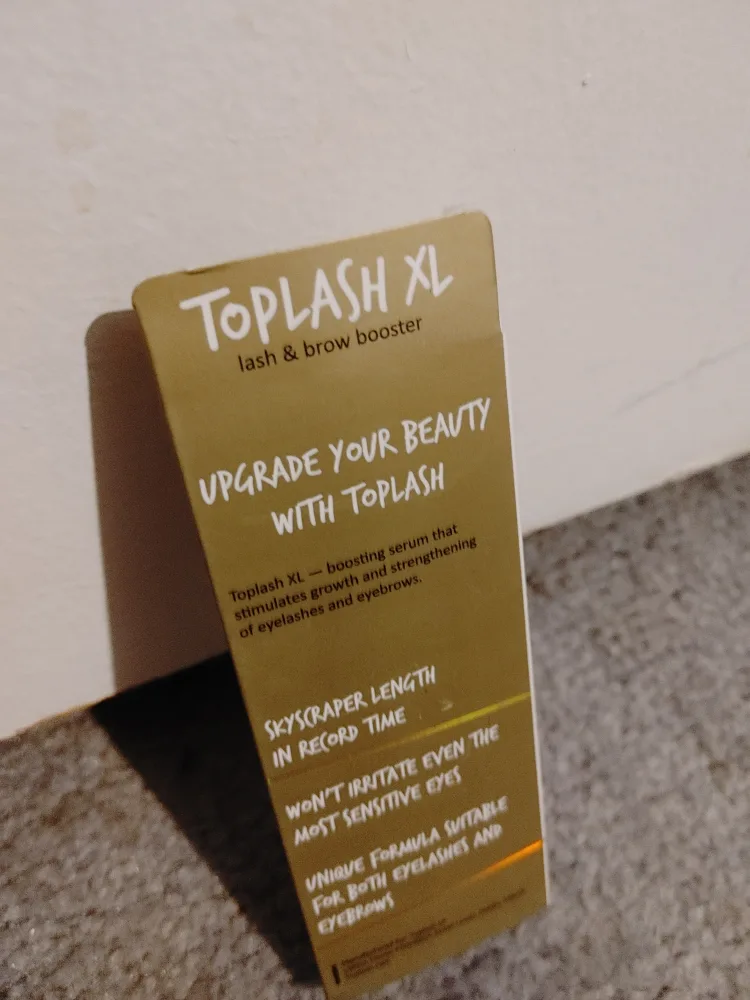 TOPLASH XL
lash & brow booster
UPGRADE YOUR BEAUTY
WITH TOPLASH
Toplash XL — boosting serum that
stimulates growth and strengthening
of eyelashes and eyebrows.
SKYSCRAPER LENGTH
IN RECORD TIME
WON'T IRRITATE EVEN THE
MOST SENSITIVE EYES
UNIQUE FORMULA SUITABLE
FOR BOTH EYELASHES AND
EYEBROWS
Manufactured for